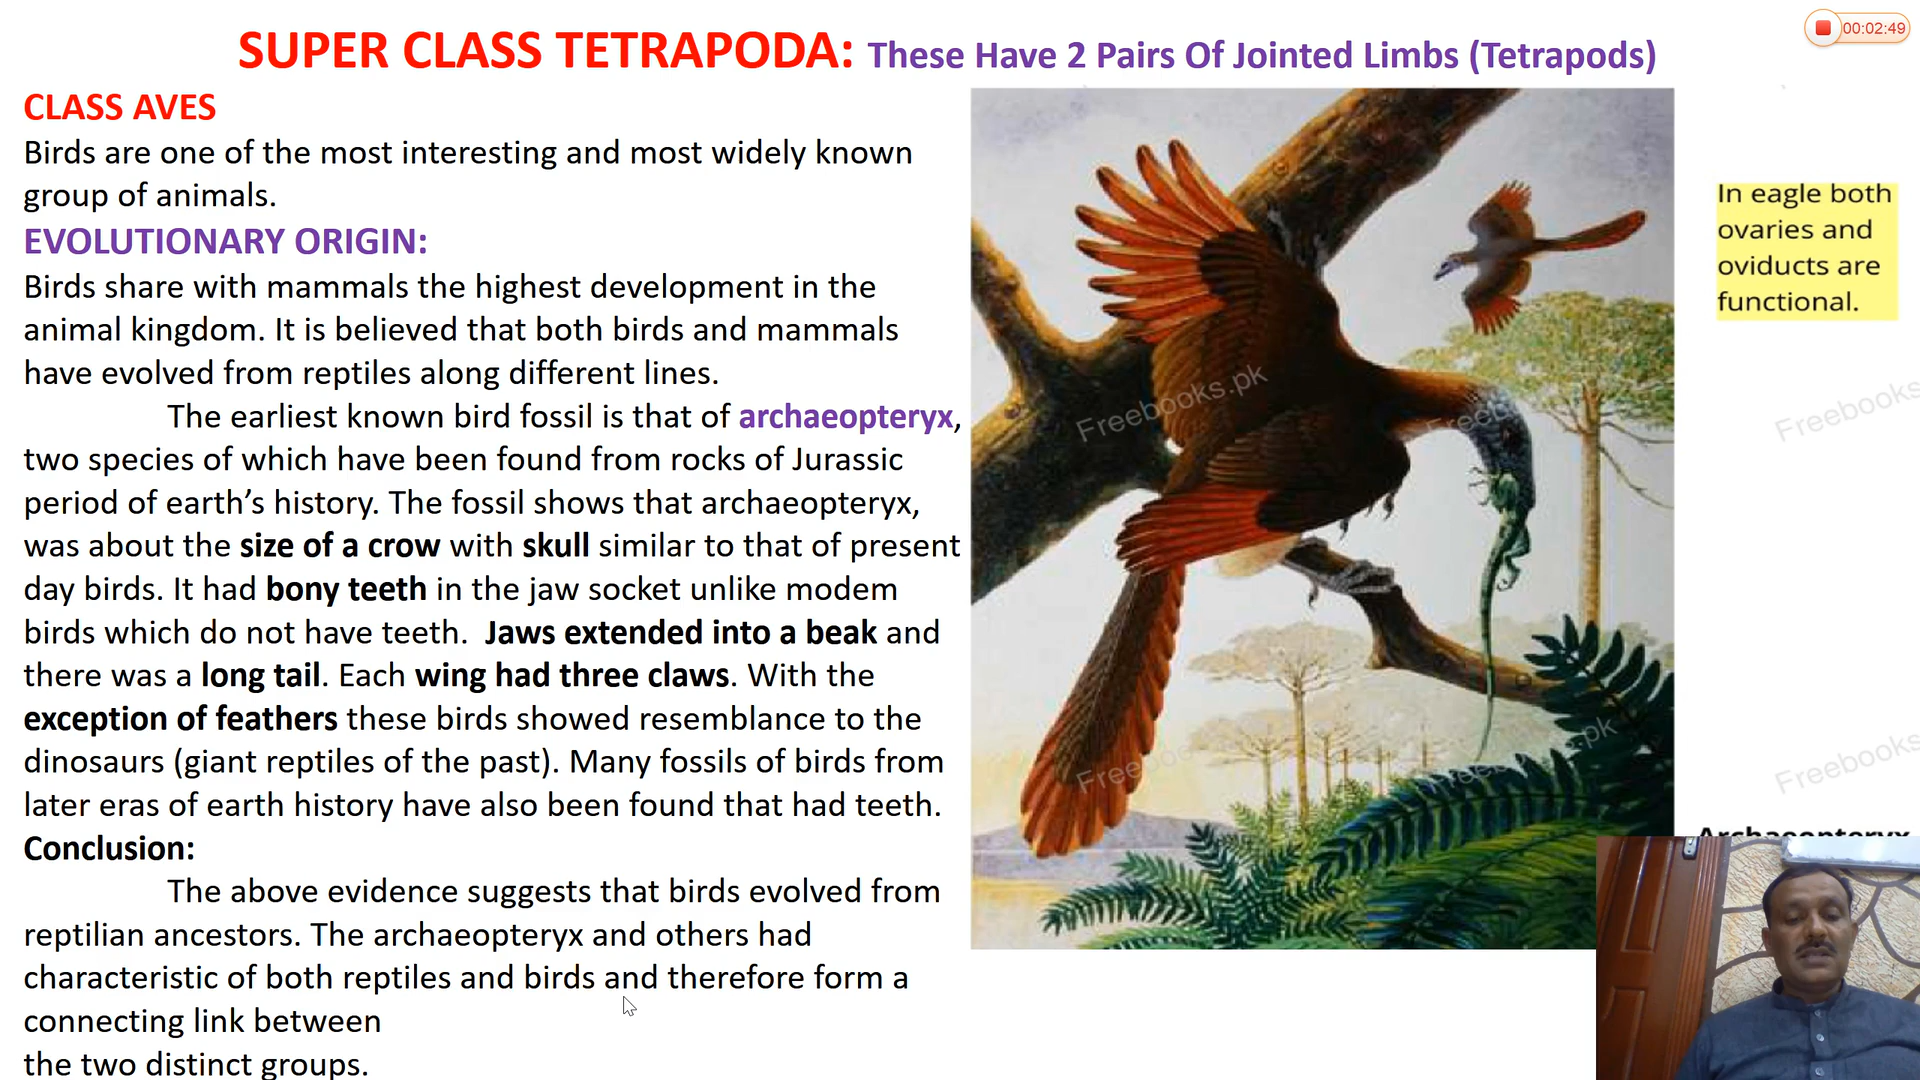 00:02:49
SUPER CLASS TETRAPODA: These Have 2 Pairs Of Jointed Limbs (Tetrapods)
CLASS AVES
Birds are one of the most interesting and most widely known
group of animals.
EVOLUTIONARY ORIGIN:
Birds share with mammals the highest development in the
animal kingdom. It is believed that both birds and mammals
have evolved from reptiles along different lines.
The earliest known bird fossil is that of archaeopteryx,
two species of which have been found from rocks of Jurassic
period of earth’s history. The fossil shows that archaeopteryx,
was about the size of a crow with skull similar to that of present
day birds. It had bony teeth in the jaw socket unlike modem
birds which do not have teeth. Jaws extended into a beak and
there was a long tail. Each wing had three claws. With the
exception of feathers these birds showed resemblance to the
dinosaurs (giant reptiles of the past). Many fossils of birds from
later eras of earth history have also been found that had teeth.
Conclusion:
The above evidence suggests that birds evolved from
reptilian ancestors. The archaeopteryx and others had
characteristic of both reptiles and birds and therefore form a
connecting link between
the two distinct groups.
In eagle both
ovaries and
oviducts are
functional.
Freebooks.pk
Freebooks
Freebooks
Freebooks
Archaeopteryx